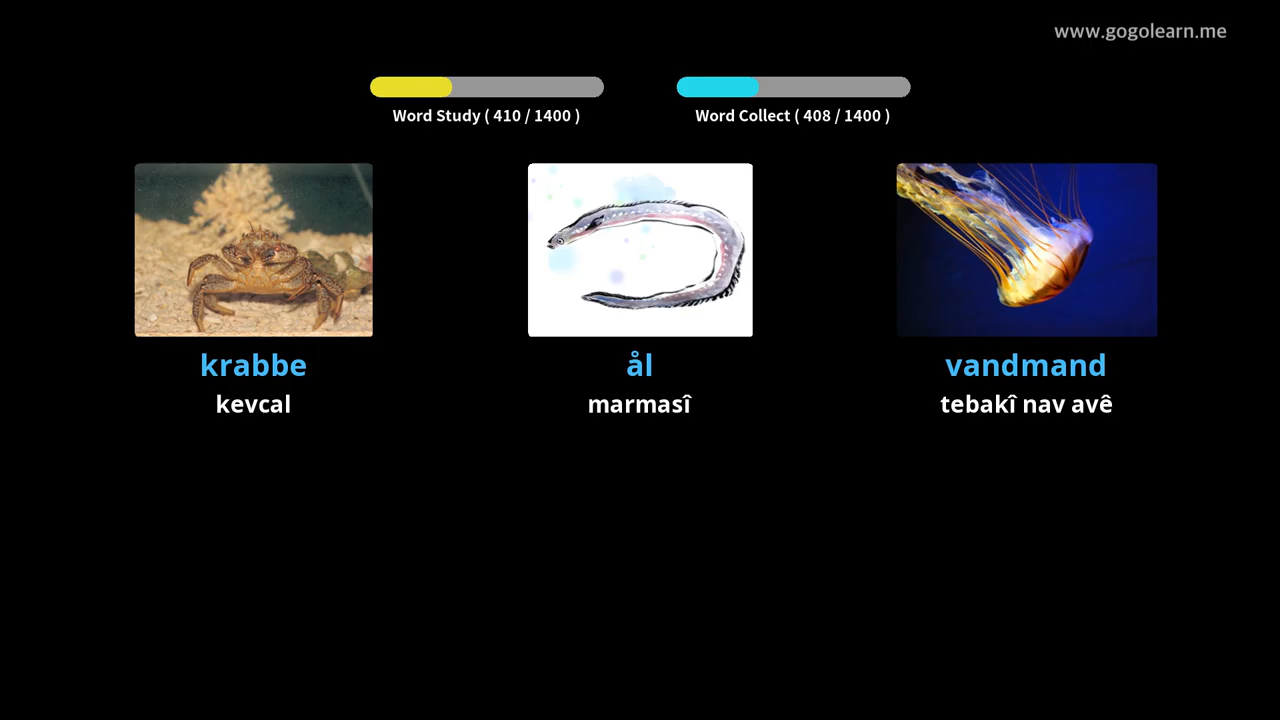 www.gogolearn.me
Word Study ( 410 / 1400 )
Word Collect ( 408 / 1400 )
krabbe
kevcal
ål
marmasî
vandmand
tebakî nav avê